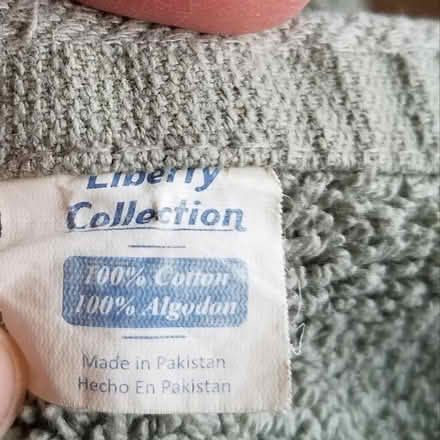 Liberty
Collection
100% Cotton
100% Algodon
Made in Pakistan
Hecho En Pakistan